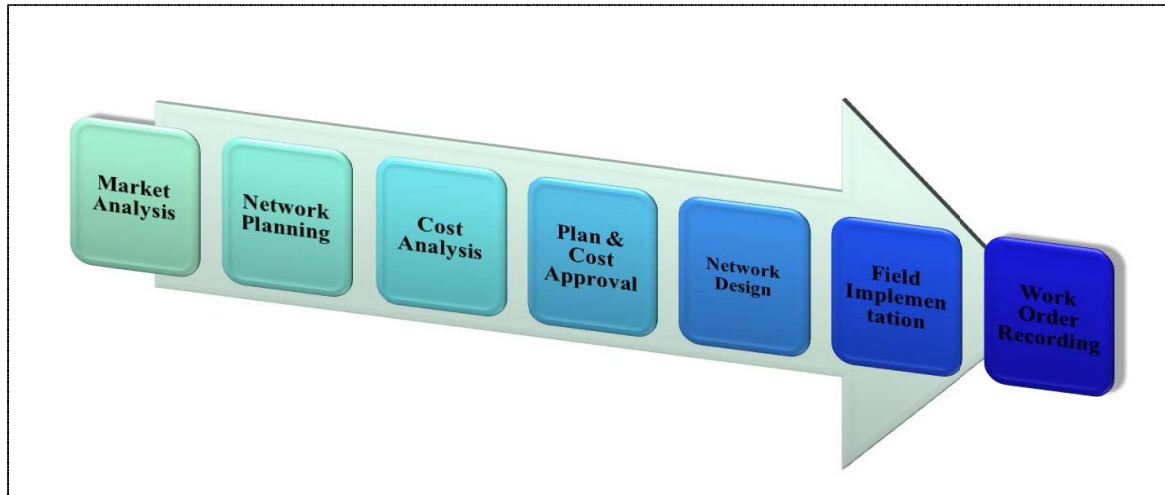 Market
Analysis
Network
Planning
Cost
Analysis
Plan &
Cost
Approval
Network
Design
Field
Implemen
tation
Work
Order
Recording